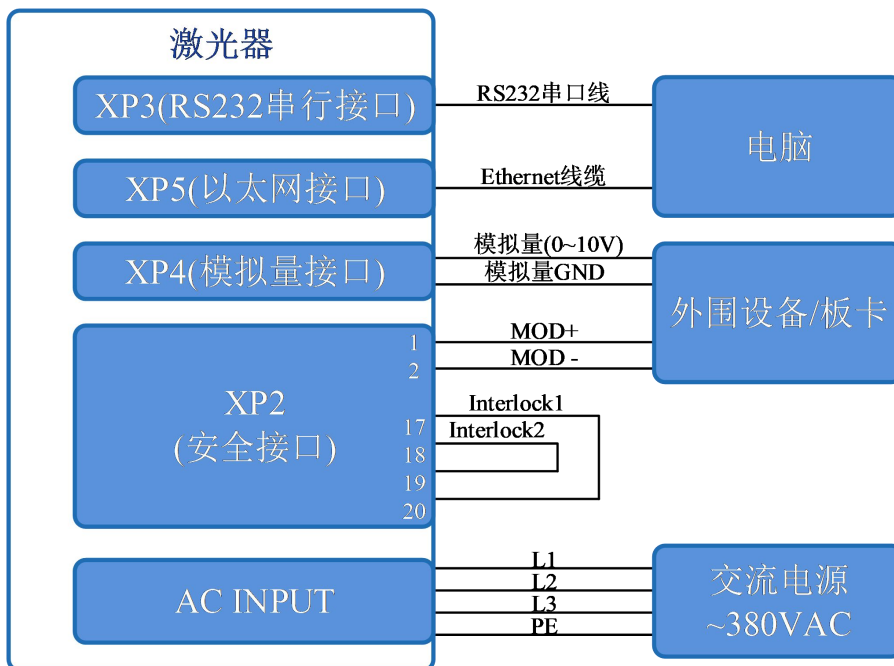 激光器
XP3(RS232串行接口)
RS232串口线
电脑
XP5(以太网接口)
Ethernet线缆
XP4(模拟量接口)
模拟量(0~10V)
模拟量GND
外围设备/板卡
XP2
(安全接口)
1
MOD+
2
MOD -
17
Interlock1
18
Interlock2
19
20
AC INPUT
L1
L2
L3
PE
交流电源
~380VAC